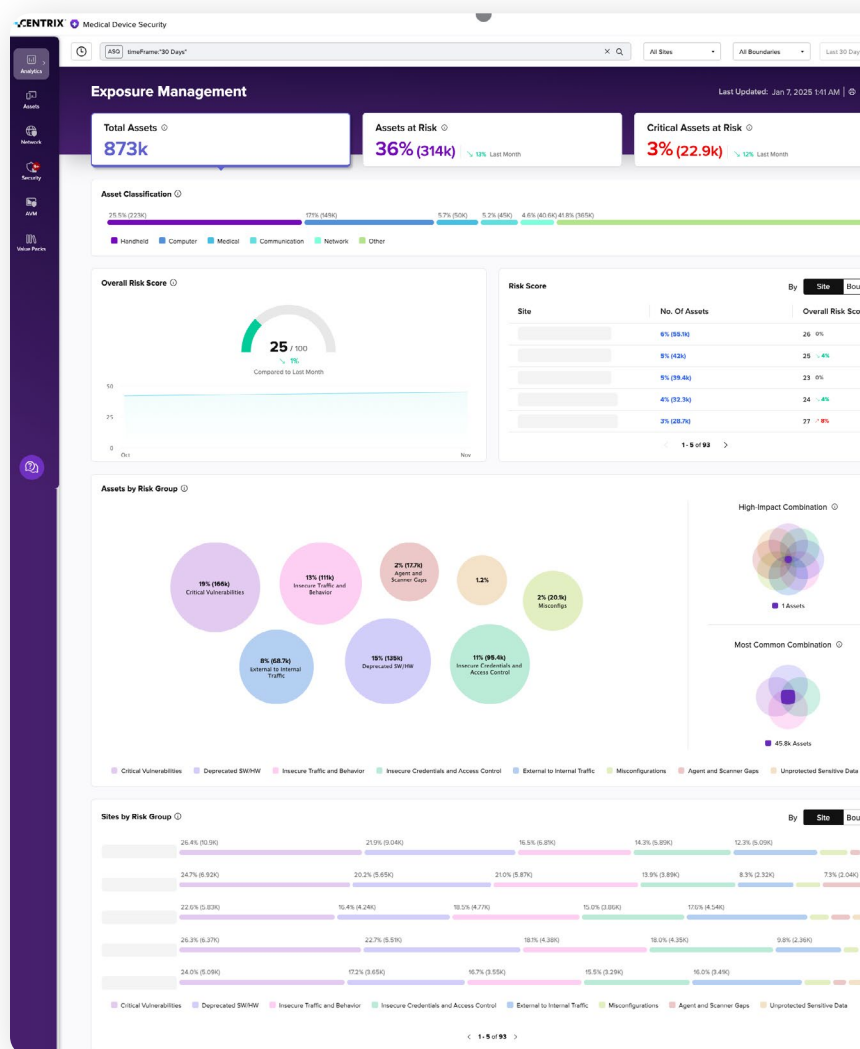 CENTRIX Medical Device Security
ASQ timeFrame:"30 Days"
All Sites
All Boundaries
Last 30 Day
Analytics
Assets
Network
Security
AVM
Value Packs
Exposure Management
Last Updated: Jan 7, 2025 1:41 AM
Total Assets
873k
Assets at Risk
36% (314k) 13% Last Month
Critical Assets at Risk
3% (22.9k) 12% Last Month
Asset Classification
25.5% (223K) 17.1% (149K) 5.7% (50K) 5.2% (45K) 4.6% (40.6K) 41.8% (365K)
Handheld Computer Medical Communication Network Other
Overall Risk Score
25 / 100
1%
Compared to Last Month
50
25
0
Oct Nov
Risk Score
By Site Bou
Site No. Of Assets Overall Risk Sco
6% (55.1k) 26 0%
5% (42k) 25 4%
5% (39.4k) 23 0%
4% (32.3k) 24 4%
3% (28.7k) 27 8%
1 - 5 of 93
Assets by Risk Group
19% (166k)
Critical Vulnerabilities
13% (111k)
Insecure Traffic and
Behavior
2% (17.7k)
Agent and
Scanner Gaps
1.2%
2% (20.1k)
Misconfigs
8% (68.7k)
External to Internal
Traffic
15% (135k)
Deprecated SW/HW
11% (95.4k)
Insecure Credentials and
Access Control
High-Impact Combination
1 Assets
Most Common Combination
45.8k Assets
Critical Vulnerabilities Deprecated SW/HW Insecure Traffic and Behavior Insecure Credentials and Access Control External to Internal Traffic Misconfigurations Agent and Scanner Gaps Unprotected Sensitive Data
Sites by Risk Group
By Site Bou
26.4% (10.9K) 21.9% (9.04K) 16.5% (6.81K) 14.3% (5.89K) 12.3% (5.09K)
24.7% (6.92K) 20.2% (5.65K) 21.0% (5.87K) 13.9% (3.89K) 8.3% (2.32K) 7.3% (2.04K)
22.6% (5.83K) 16.4% (4.24K) 18.5% (4.77K) 15.0% (3.86K) 17.6% (4.54K)
26.3% (6.37K) 22.7% (5.51K) 18.1% (4.38K) 18.0% (4.35K) 9.8% (2.36K)
24.0% (5.09K) 17.2% (3.65K) 16.7% (3.55K) 15.5% (3.29K) 16.0% (3.41K)
Critical Vulnerabilities Deprecated SW/HW Insecure Traffic and Behavior Insecure Credentials and Access Control External to Internal Traffic Misconfigurations Agent and Scanner Gaps Unprotected Sensitive Data
1 - 5 of 93